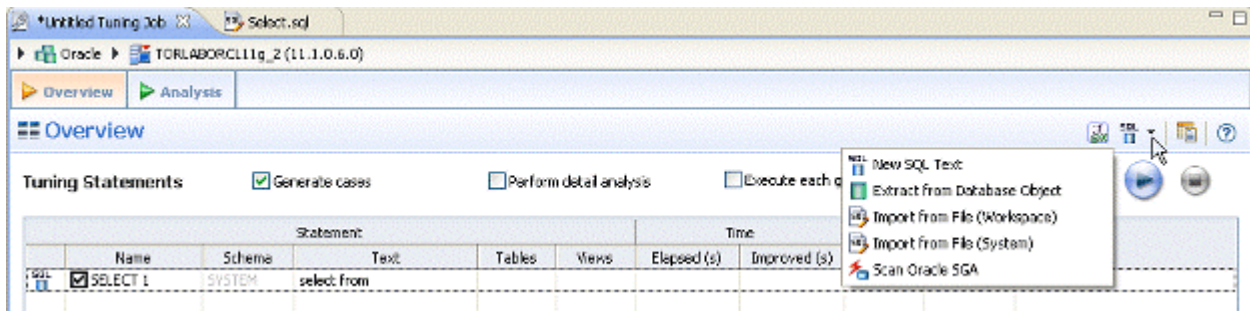 *Untitled Tuning Job Select.sql
Oracle TORLABORCL11g_2 (11.1.0.6.0)
Overview Analysis
Overview
Tuning Statements Generate cases Perform detail analysis Execute each g
New SQL Text
Extract from Database Object
Import from File (Workspace)
Import from File (System)
Scan Oracle SGA
Statement Time
Name Schema Text Tables Views Elapsed (s) Improved (s)
SELECT 1 SYSTEM select from